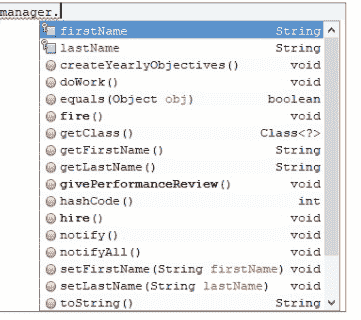 manager.
firstName String
lastName String
createYearlyObjectives() void
doWork() void
equals(Object obj) boolean
fire() void
getClass() Class<?>
getFirstName() String
getLastName() String
givePerformanceReview() void
hashCode() int
hire() void
notify() void
notifyAll() void
setFirstName(String firstName) void
setLastName(String lastName) void
toString() String